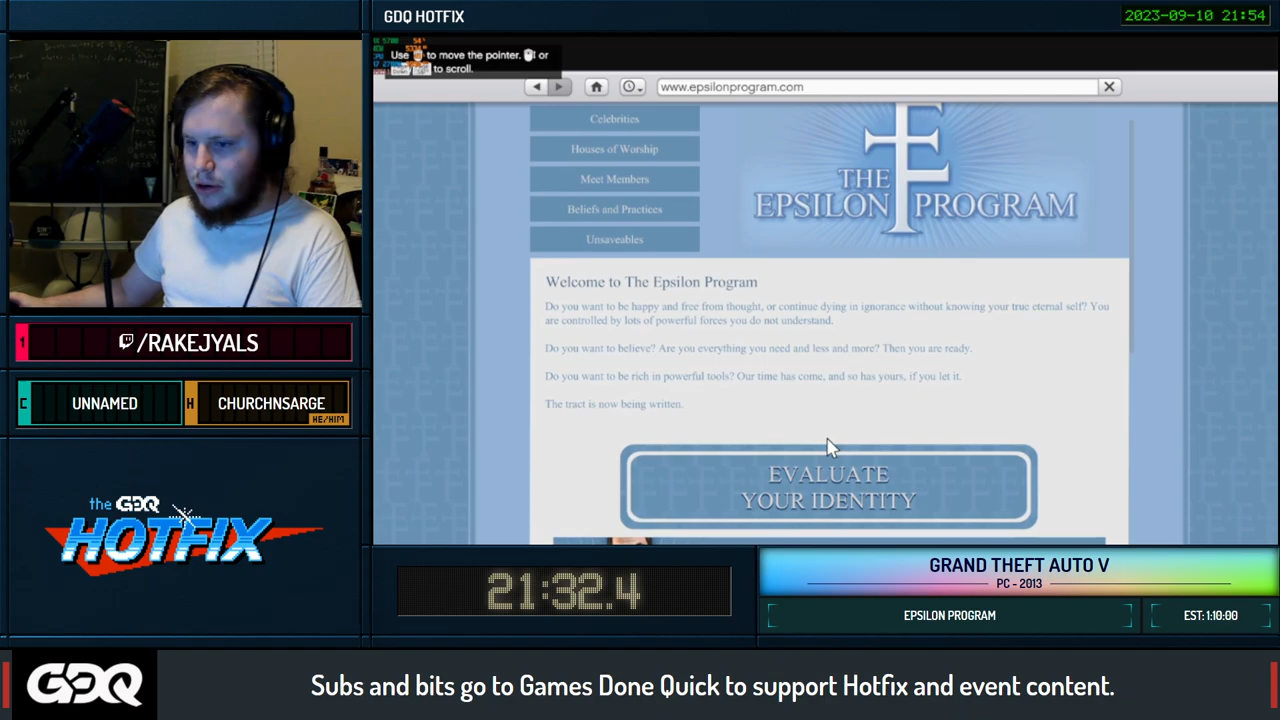 GDQ HOTFIX
2023-09-10 21:54
Use to move the pointer. or
to scroll.
www.epsilonprogram.com
Celebrities
Houses of Worship
Meet Members
Beliefs and Practices
Unsaveables
THE
EPSILON PROGRAM
Welcome to The Epsilon Program
Do you want to be happy and free from thought, or continue dying in ignorance without knowing your true eternal self? You
are controlled by lots of powerful forces you do not understand.
Do you want to believe? Are you everything you need and less and more? Then you are ready.
Do you want to be rich in powerful tools? Our time has come, and so has yours, if you let it.
The tract is now being written.
EVALUATE
YOUR IDENTITY
1 /RAKEJYALS
C UNNAMED
H CHURCHNSARGE
HE/HIM
the GDQ
HOTFIX
21:32.4
GRAND THEFT AUTO V
PC - 2013
EPSILON PROGRAM
EST: 1:10:00
GDQ
Subs and bits go to Games Done Quick to support Hotfix and event content.